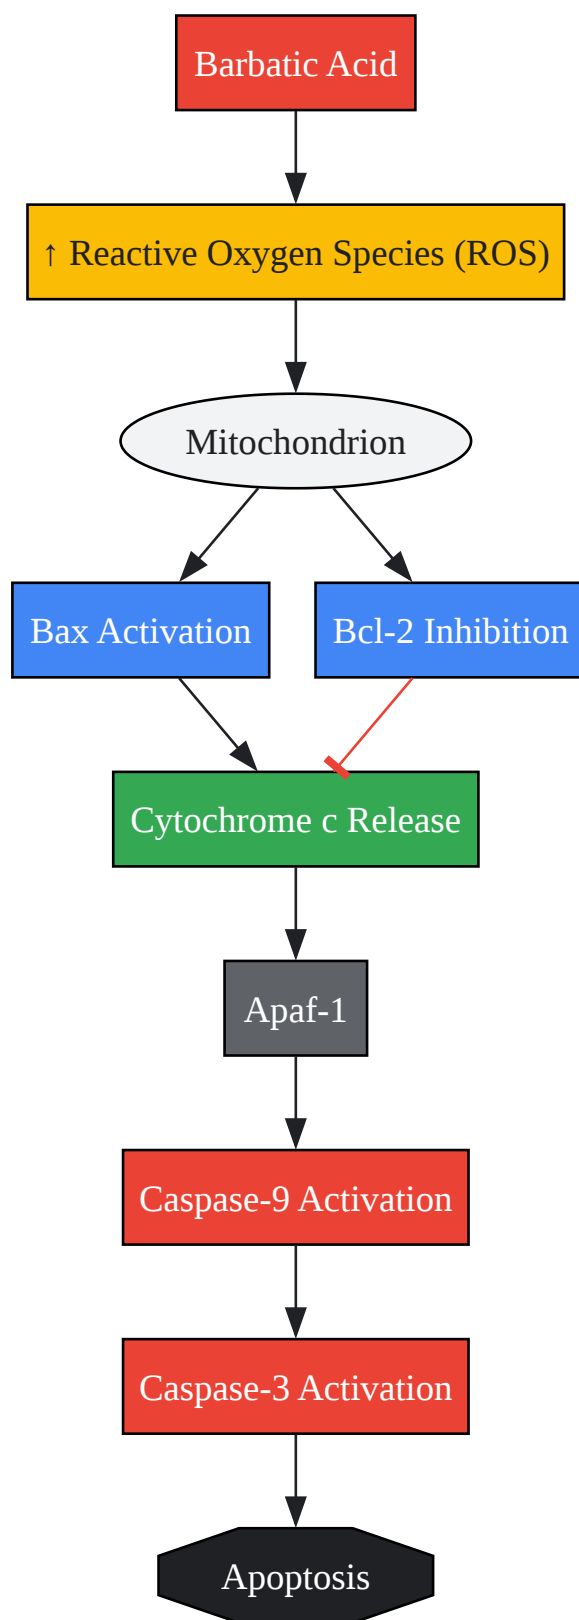 Barbatic Acid
↑ Reactive Oxygen Species (ROS)
Mitochondrion
Bax Activation
Bcl-2 Inhibition
Cytochrome c Release
Apaf-1
Caspase-9 Activation
Caspase-3 Activation
Apoptosis